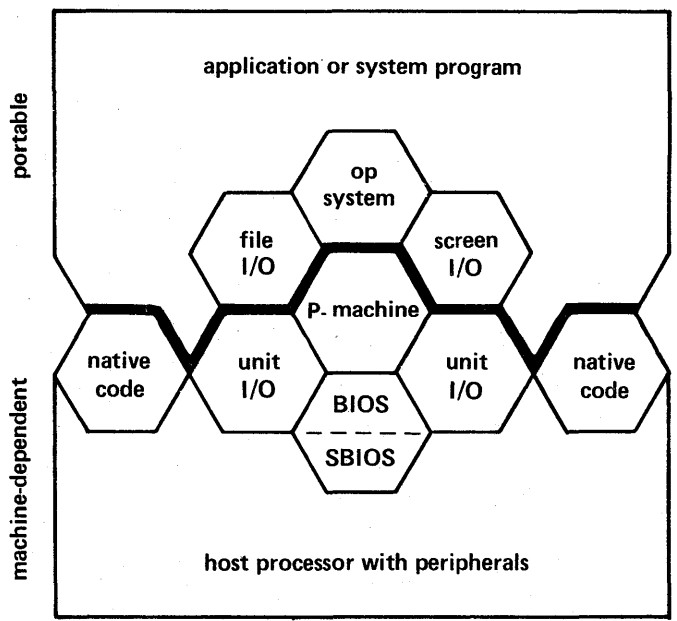 portable
application or system program
op
system
file
I/O
screen
I/O
P-machine
native
code
unit
I/O
unit
I/O
native
code
BIOS
SBIOS
machine-dependent
host processor with peripherals